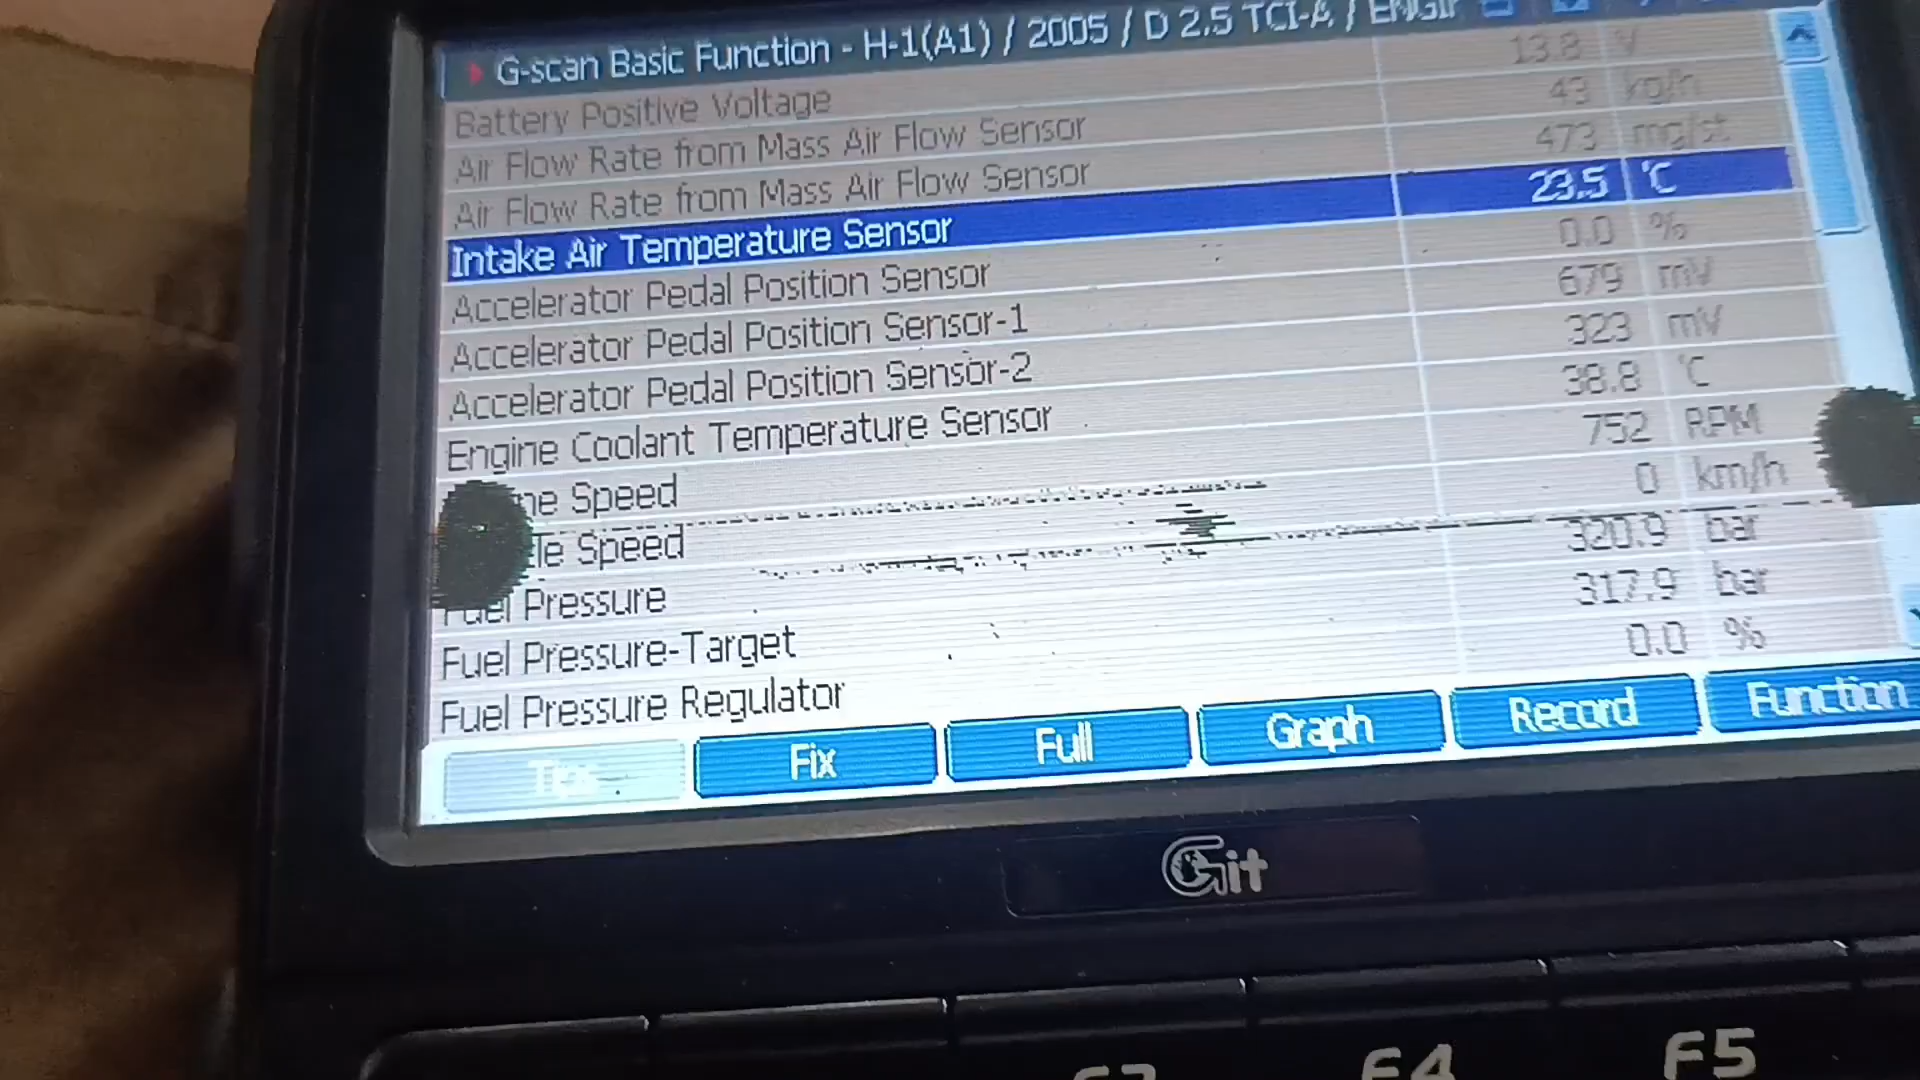 G-scan Basic Function - H-1(A1) / 2005 / D 2.5 TCI-A /
Battery Positive Voltage 13.8 V
Air Flow Rate from Mass Air Flow Sensor 43 kg/h
Air Flow Rate from Mass Air Flow Sensor 473 mg/st
Intake Air Temperature Sensor 23.5 °C
Accelerator Pedal Position Sensor 0.0 %
Accelerator Pedal Position Sensor-1 679 mV
Accelerator Pedal Position Sensor-2 323 mV
Engine Coolant Temperature Sensor 38.8 °C
ne Speed 752 RPM
le Speed 0 km/h
Fuel Pressure 320.9 bar
Fuel Pressure-Target 317.9 bar
Fuel Pressure Regulator 0.0 %
Tips Fix Full Graph Record Function
Git
F4 F5